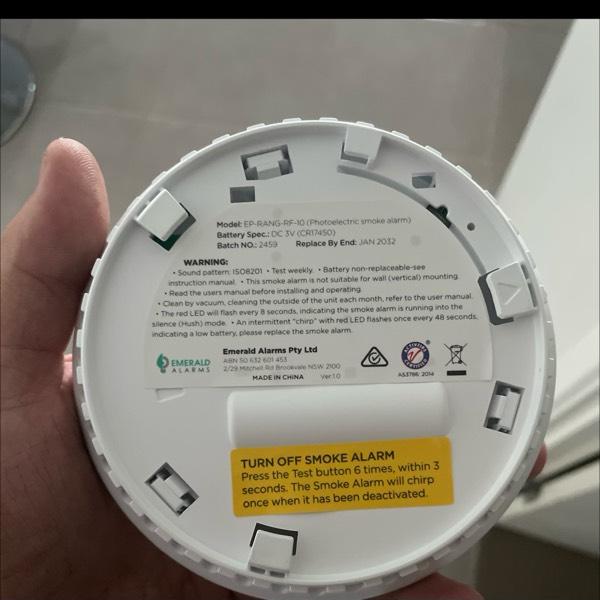 Model: EP-RANG-RF-10 (Photoelectric smoke alarm)
Battery Spec.: DC 3V (CR17450)
Batch NO.: 2459 Replace By End: JAN 2032
WARNING:
• Sound pattern: ISO8201 • Test weekly. • Battery non-replaceable-see
instruction manual. • This smoke alarm is not suitable for wall (vertical) mounting.
• Read the users manual before installing and operating.
• Clean by vacuum, cleaning the outside of the unit each month, refer to the user manual.
• The red LED will flash every 8 seconds, indicating the smoke alarm is running into the
silence (Hush) mode. • An intermittent "chirp" with red LED flashes once every 48 seconds,
indicating a low battery, please replace the smoke alarm.
EMERALD
ALARMS
Emerald Alarms Pty Ltd
ABN 50 632 601 453
2/29 Mitchell Rd Brookvale NSW 2100
MADE IN CHINA Ver:1.0
AS3786: 2014
TURN OFF SMOKE ALARM
Press the Test button 6 times, within 3
seconds. The Smoke Alarm will chirp
once when it has been deactivated.